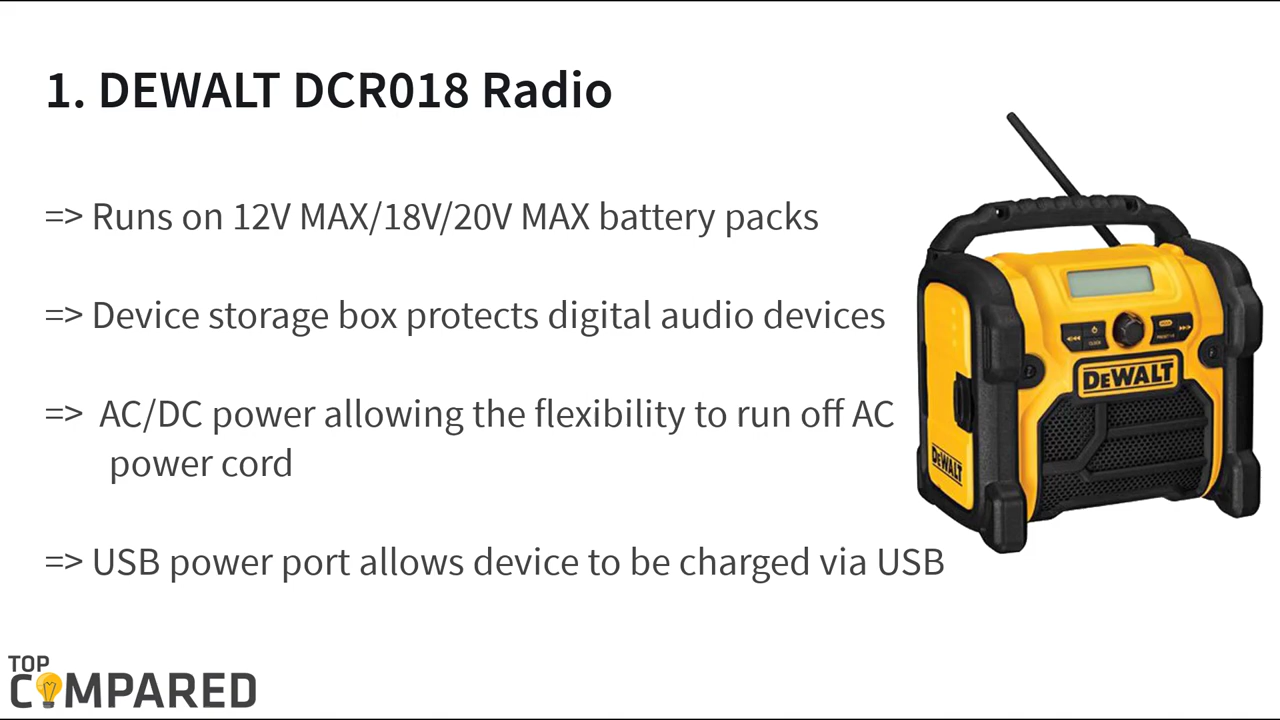 1. DEWALT DCR018 Radio
=> Runs on 12V MAX/18V/20V MAX battery packs
=> Device storage box protects digital audio devices
=> AC/DC power allowing the flexibility to run off AC
power cord
=> USB power port allows device to be charged via USB
DEWALT
DEWALT
TOP
COMPARED